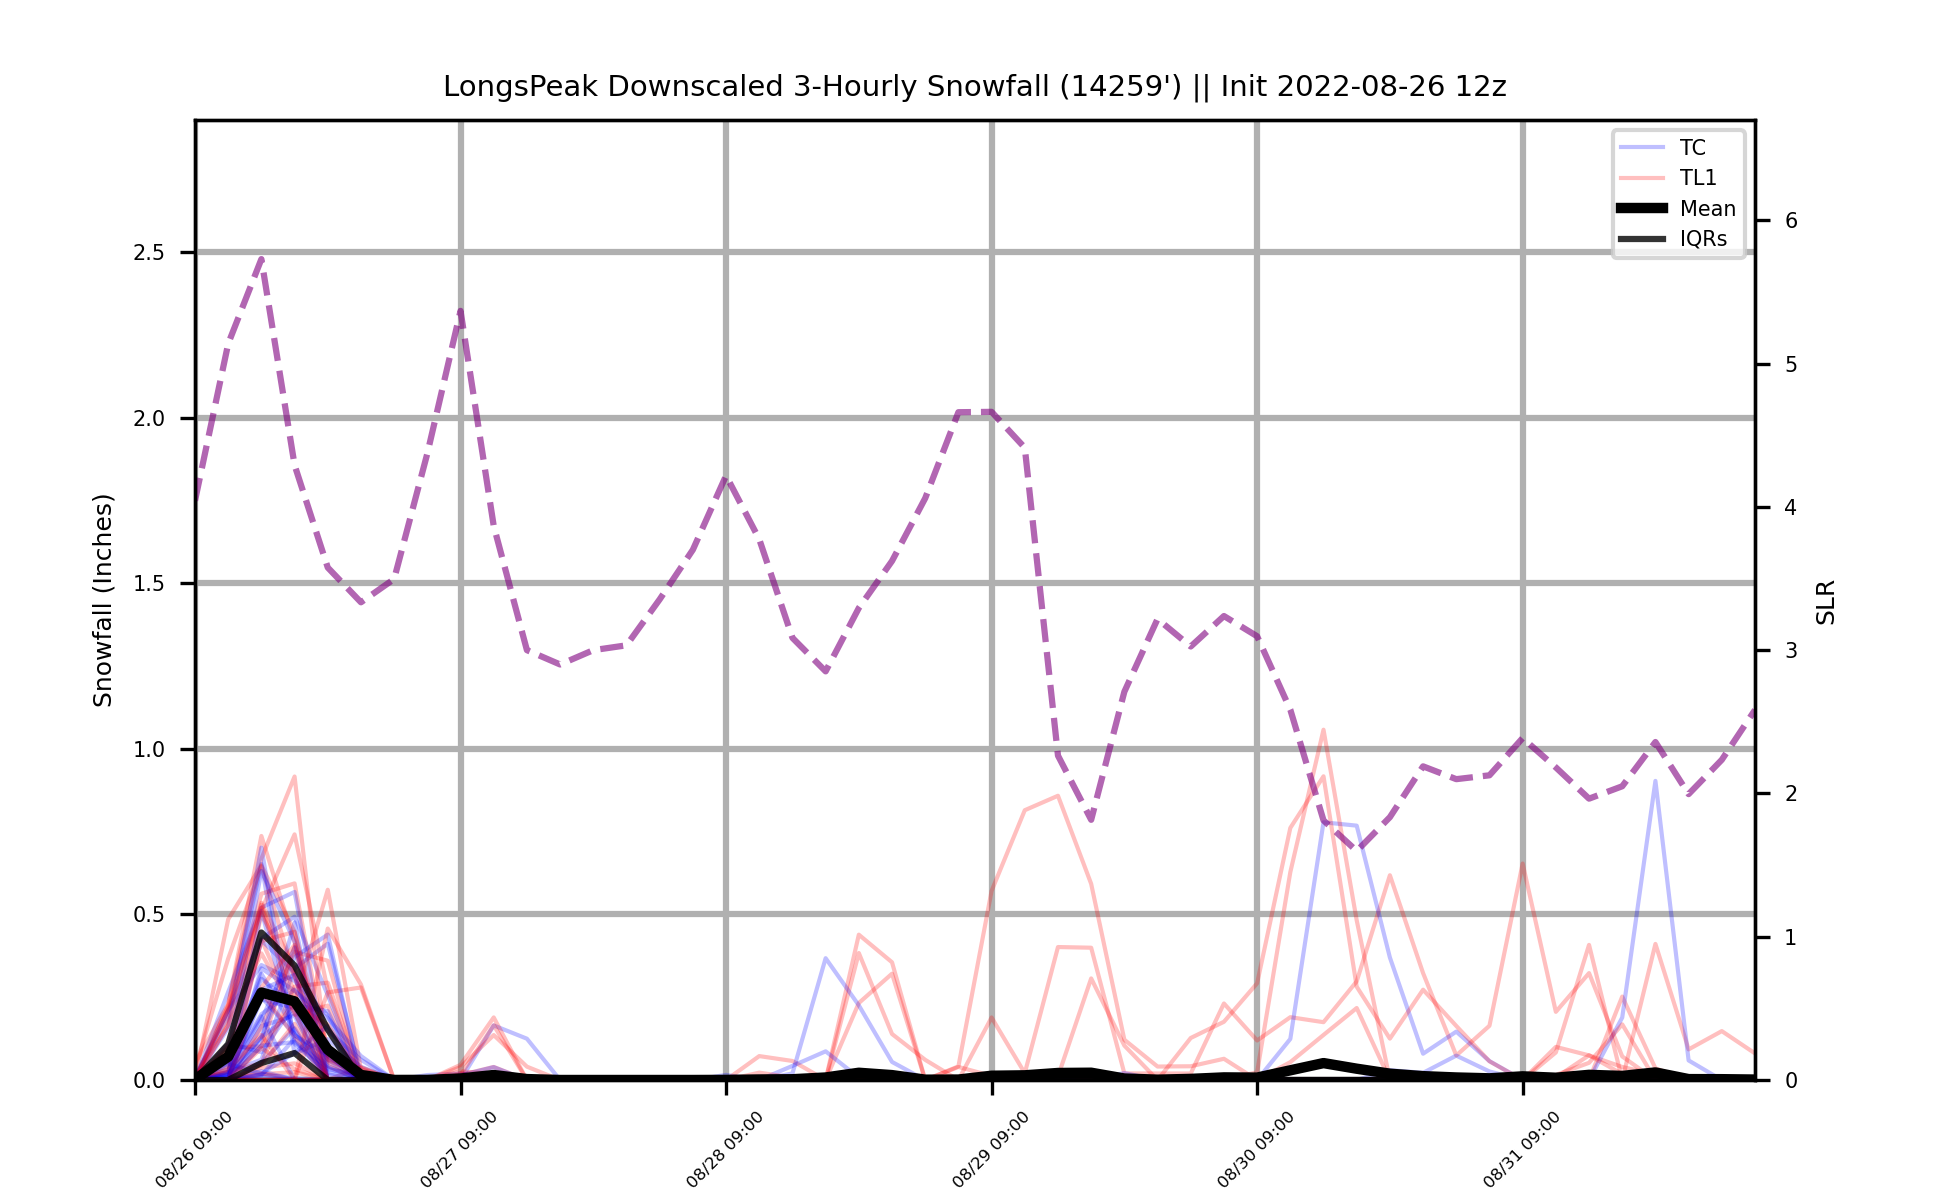 LongsPeak Downscaled 3-Hourly Snowfall (14259') || Init 2022-08-26 12z
TC
TL1
Mean
IQRs
Snowfall (Inches)
2.5
2.0
1.5
1.0
0.5
0.0
6
5
4
3
2
1
0
SLR
08/26 09:00
08/27 09:00
08/28 09:00
08/29 09:00
08/30 09:00
08/31 09:00